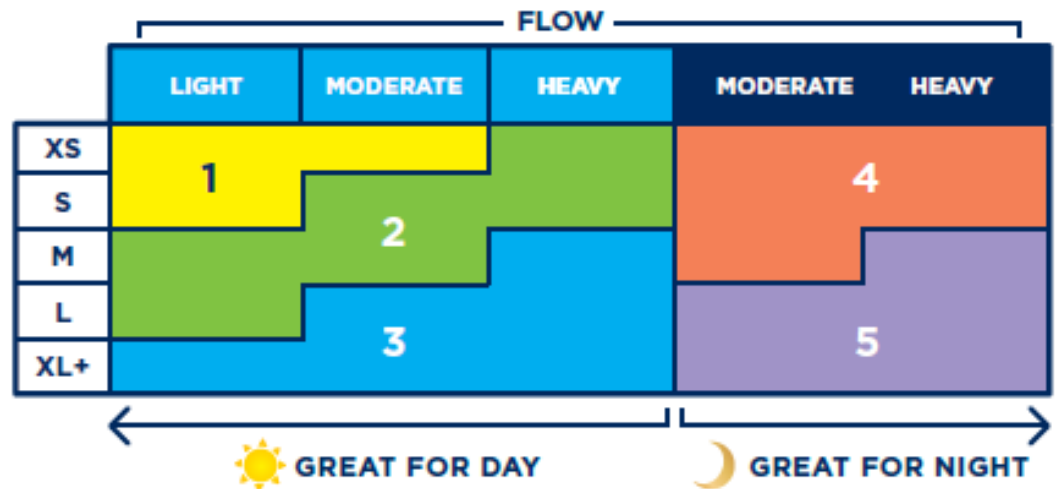 FLOW
LIGHT MODERATE HEAVY MODERATE HEAVY
XS
1
4
S
2
M
L
3
5
XL+
GREAT FOR DAY GREAT FOR NIGHT